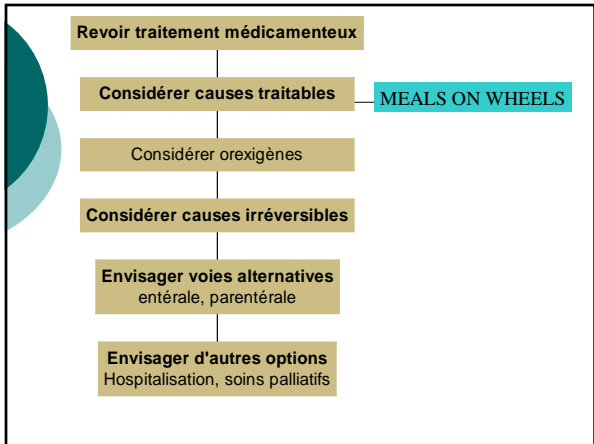 Revoir traitement médicamenteux
Considérer causes traitables
MEALS ON WHEELS
Considérer orexigènes
Considérer causes irréversibles
Envisager voies alternatives
entérale, parentérale
Envisager d'autres options
Hospitalisation, soins palliatifs